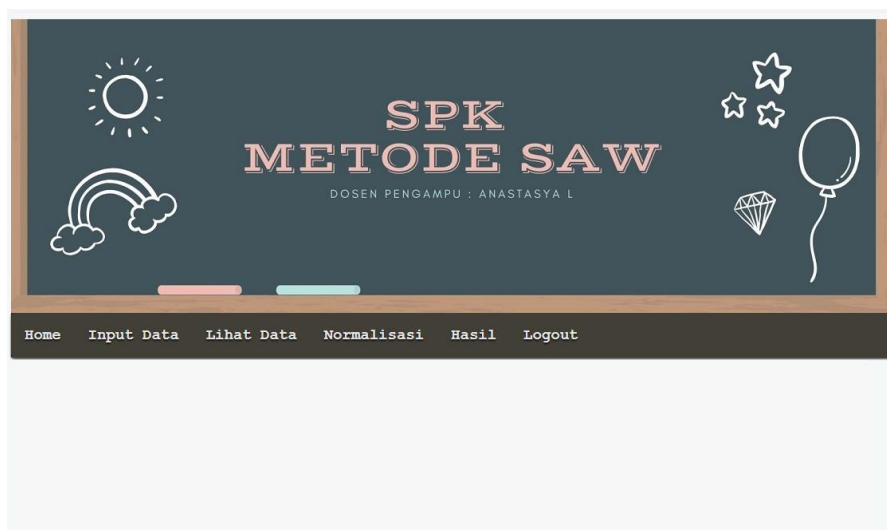 SPK
METODE SAW
DOSEN PENGAMPU : ANASTASYA L
Home Input Data Lihat Data Normalisasi Hasil Logout